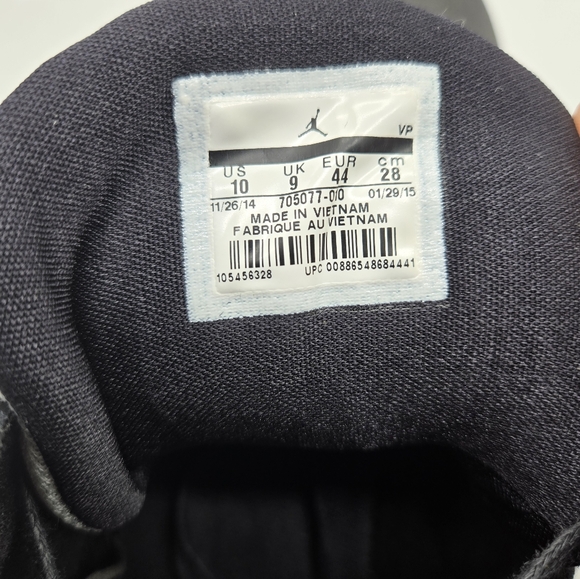 VP
US UK EUR cm
10 9 44 28
11/26/14 705077-010 01/29/15
MADE IN VIETNAM
FABRIQUE AU VIETNAM
105456328 UPC 00886548684441